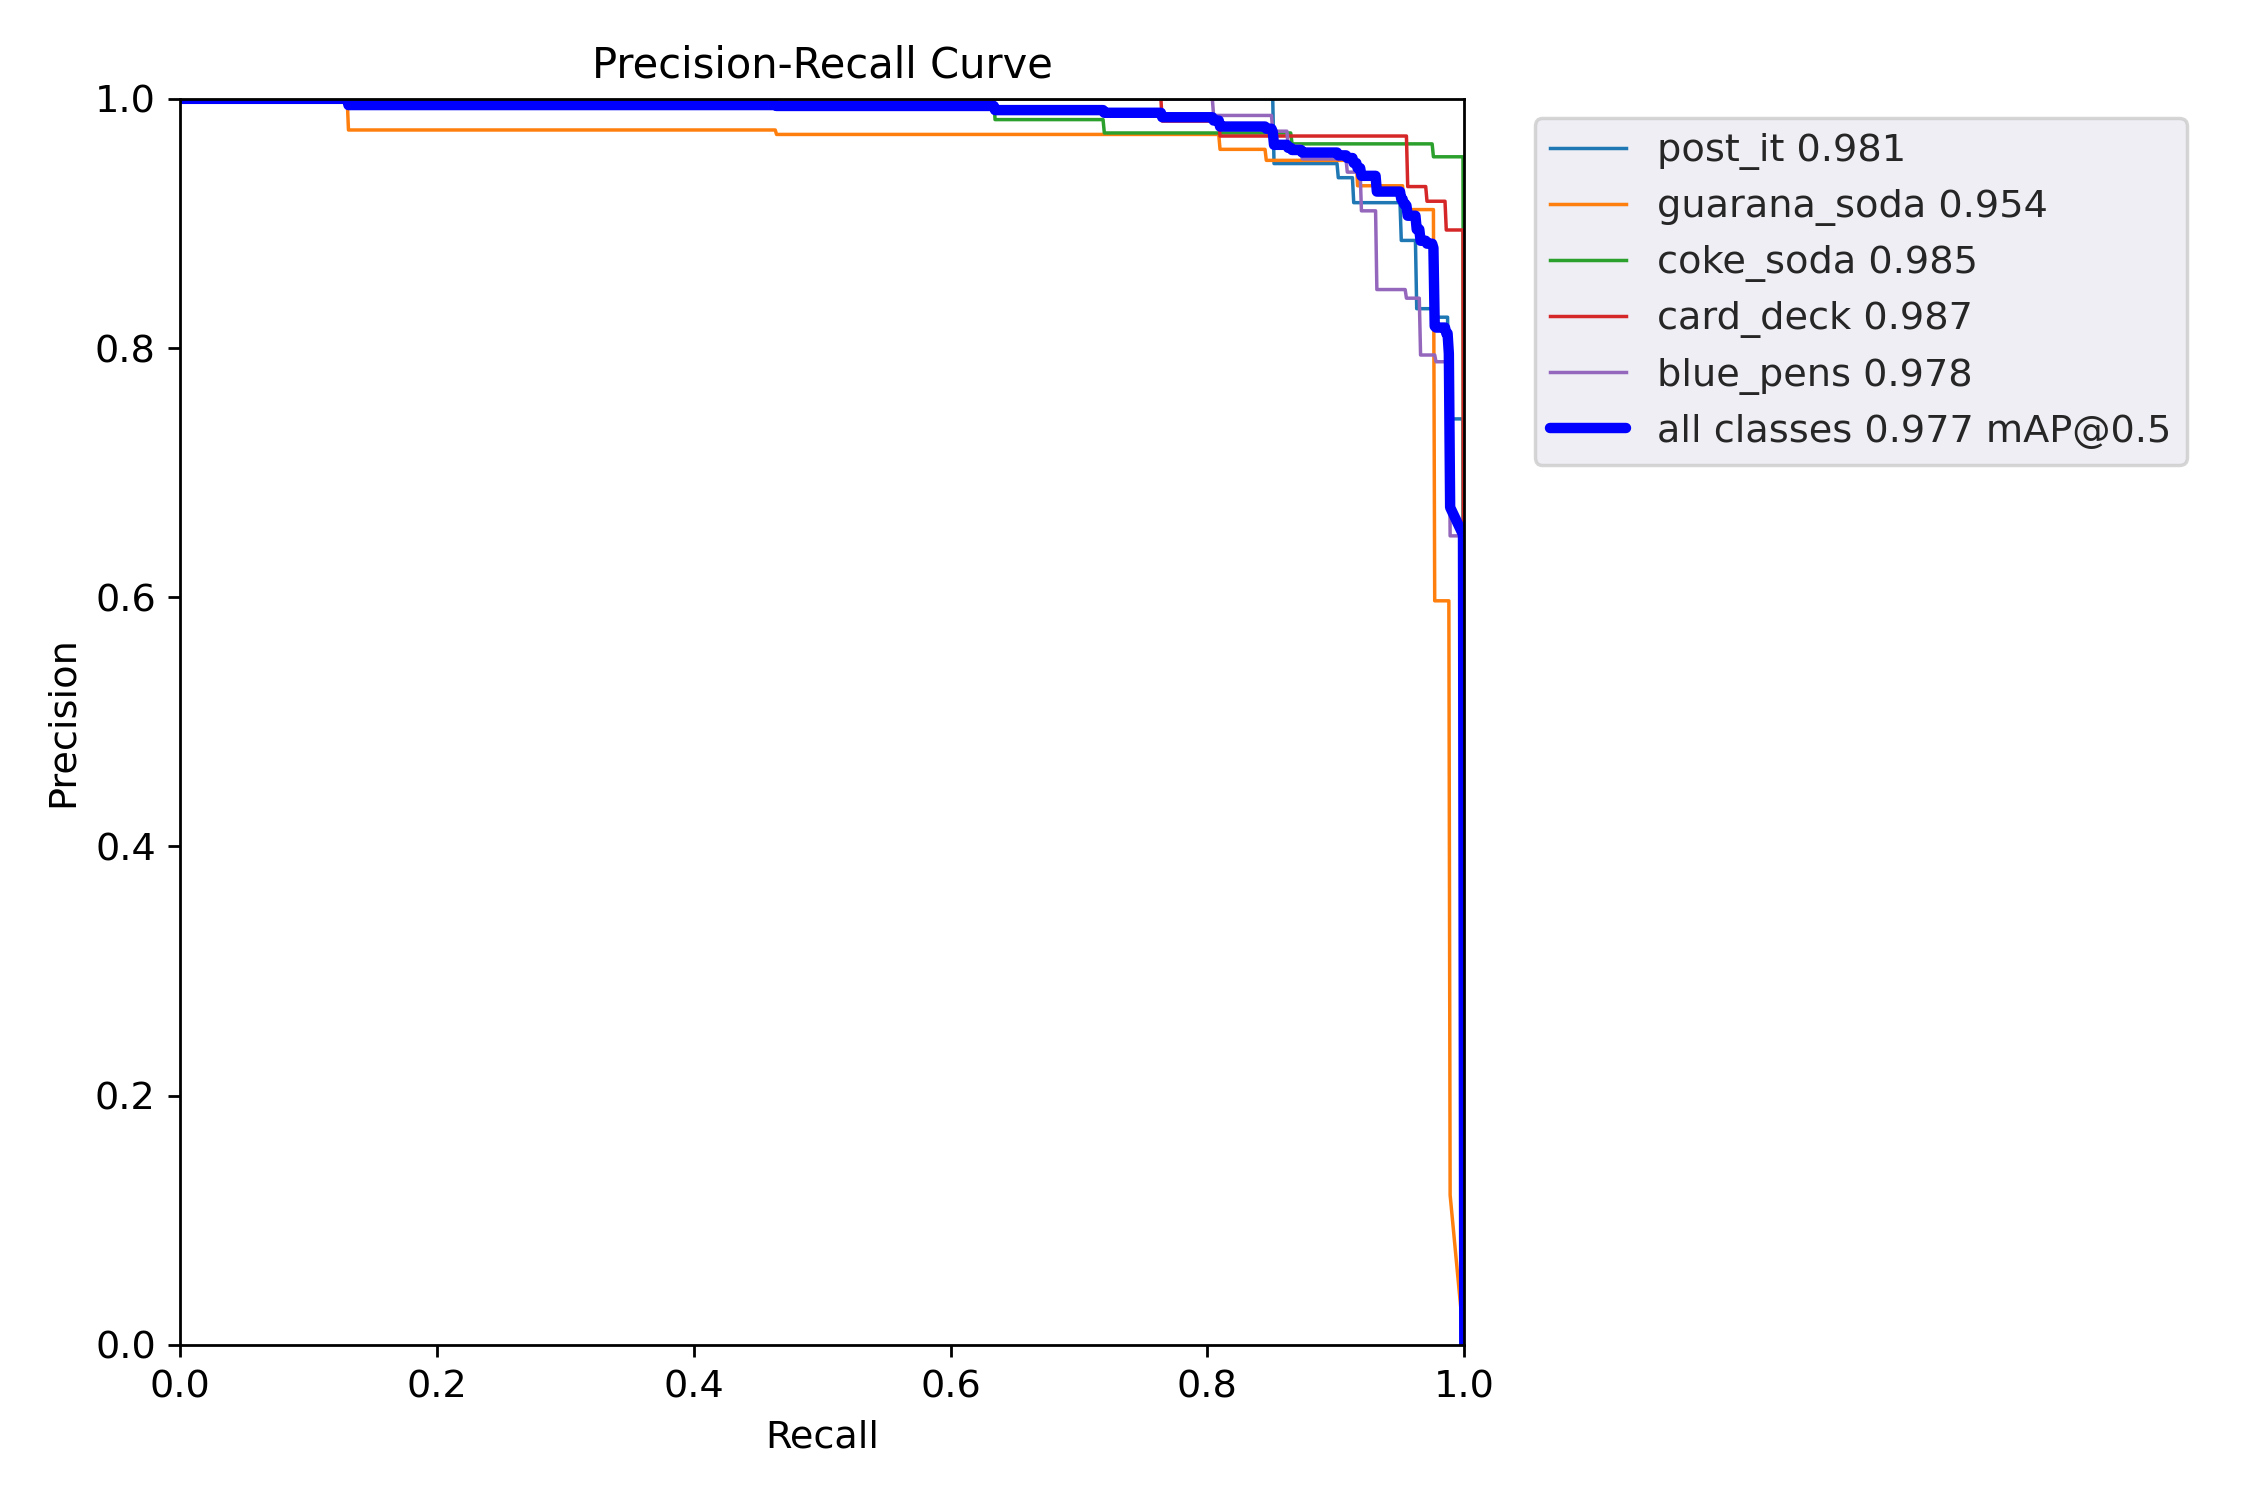 Precision-Recall Curve
1.0
0.8
0.6
0.4
0.2
0.0
Precision
0.0 0.2 0.4 0.6 0.8 1.0
Recall
post_it 0.981
guarana_soda 0.954
coke_soda 0.985
card_deck 0.987
blue_pens 0.978
all classes 0.977 mAP@0.5